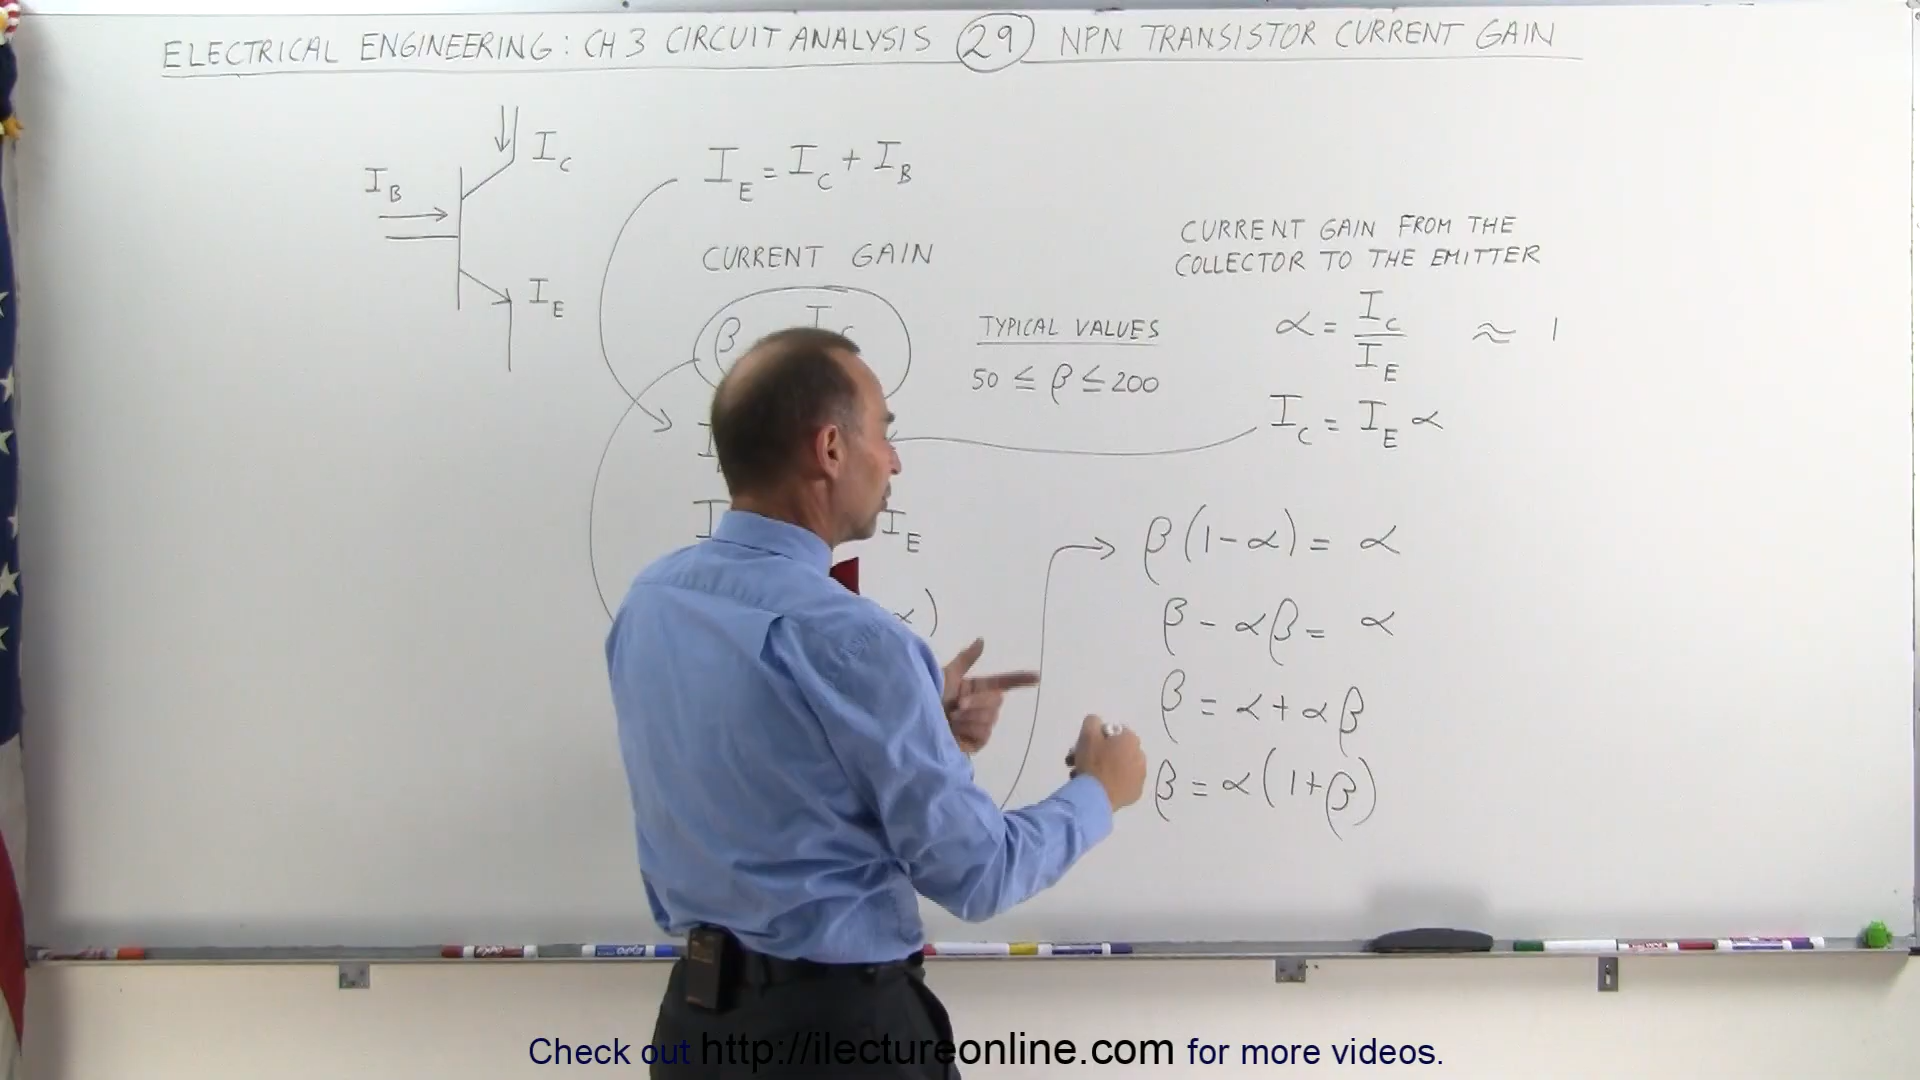 ELECTRICAL ENGINEERING: CH 3 CIRCUIT ANALYSIS 29 NPN TRANSISTOR CURRENT GAIN
I_C
I_B
I_E
I_E = I_C + I_B
CURRENT GAIN
β I_C
I
I I_E
α)
TYPICAL VALUES
50 ≤ β ≤ 200
CURRENT GAIN FROM THE
COLLECTOR TO THE EMITTER
α = I_C / I_E ≈ 1
I_C = I_E α
β(1-α) = α
β - αβ = α
β = α + αβ
β = α(1+β)
Check out http://ilectureonline.com for more videos.